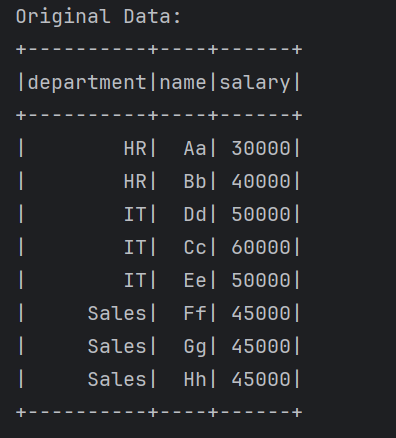 Original Data:
+----------+----+------+
|department|name|salary|
+----------+----+------+
|        HR|  Aa| 30000|
|        HR|  Bb| 40000|
|        IT|  Dd| 50000|
|        IT|  Cc| 60000|
|        IT|  Ee| 50000|
|     Sales|  Ff| 45000|
|     Sales|  Gg| 45000|
|     Sales|  Hh| 45000|
+----------+----+------+